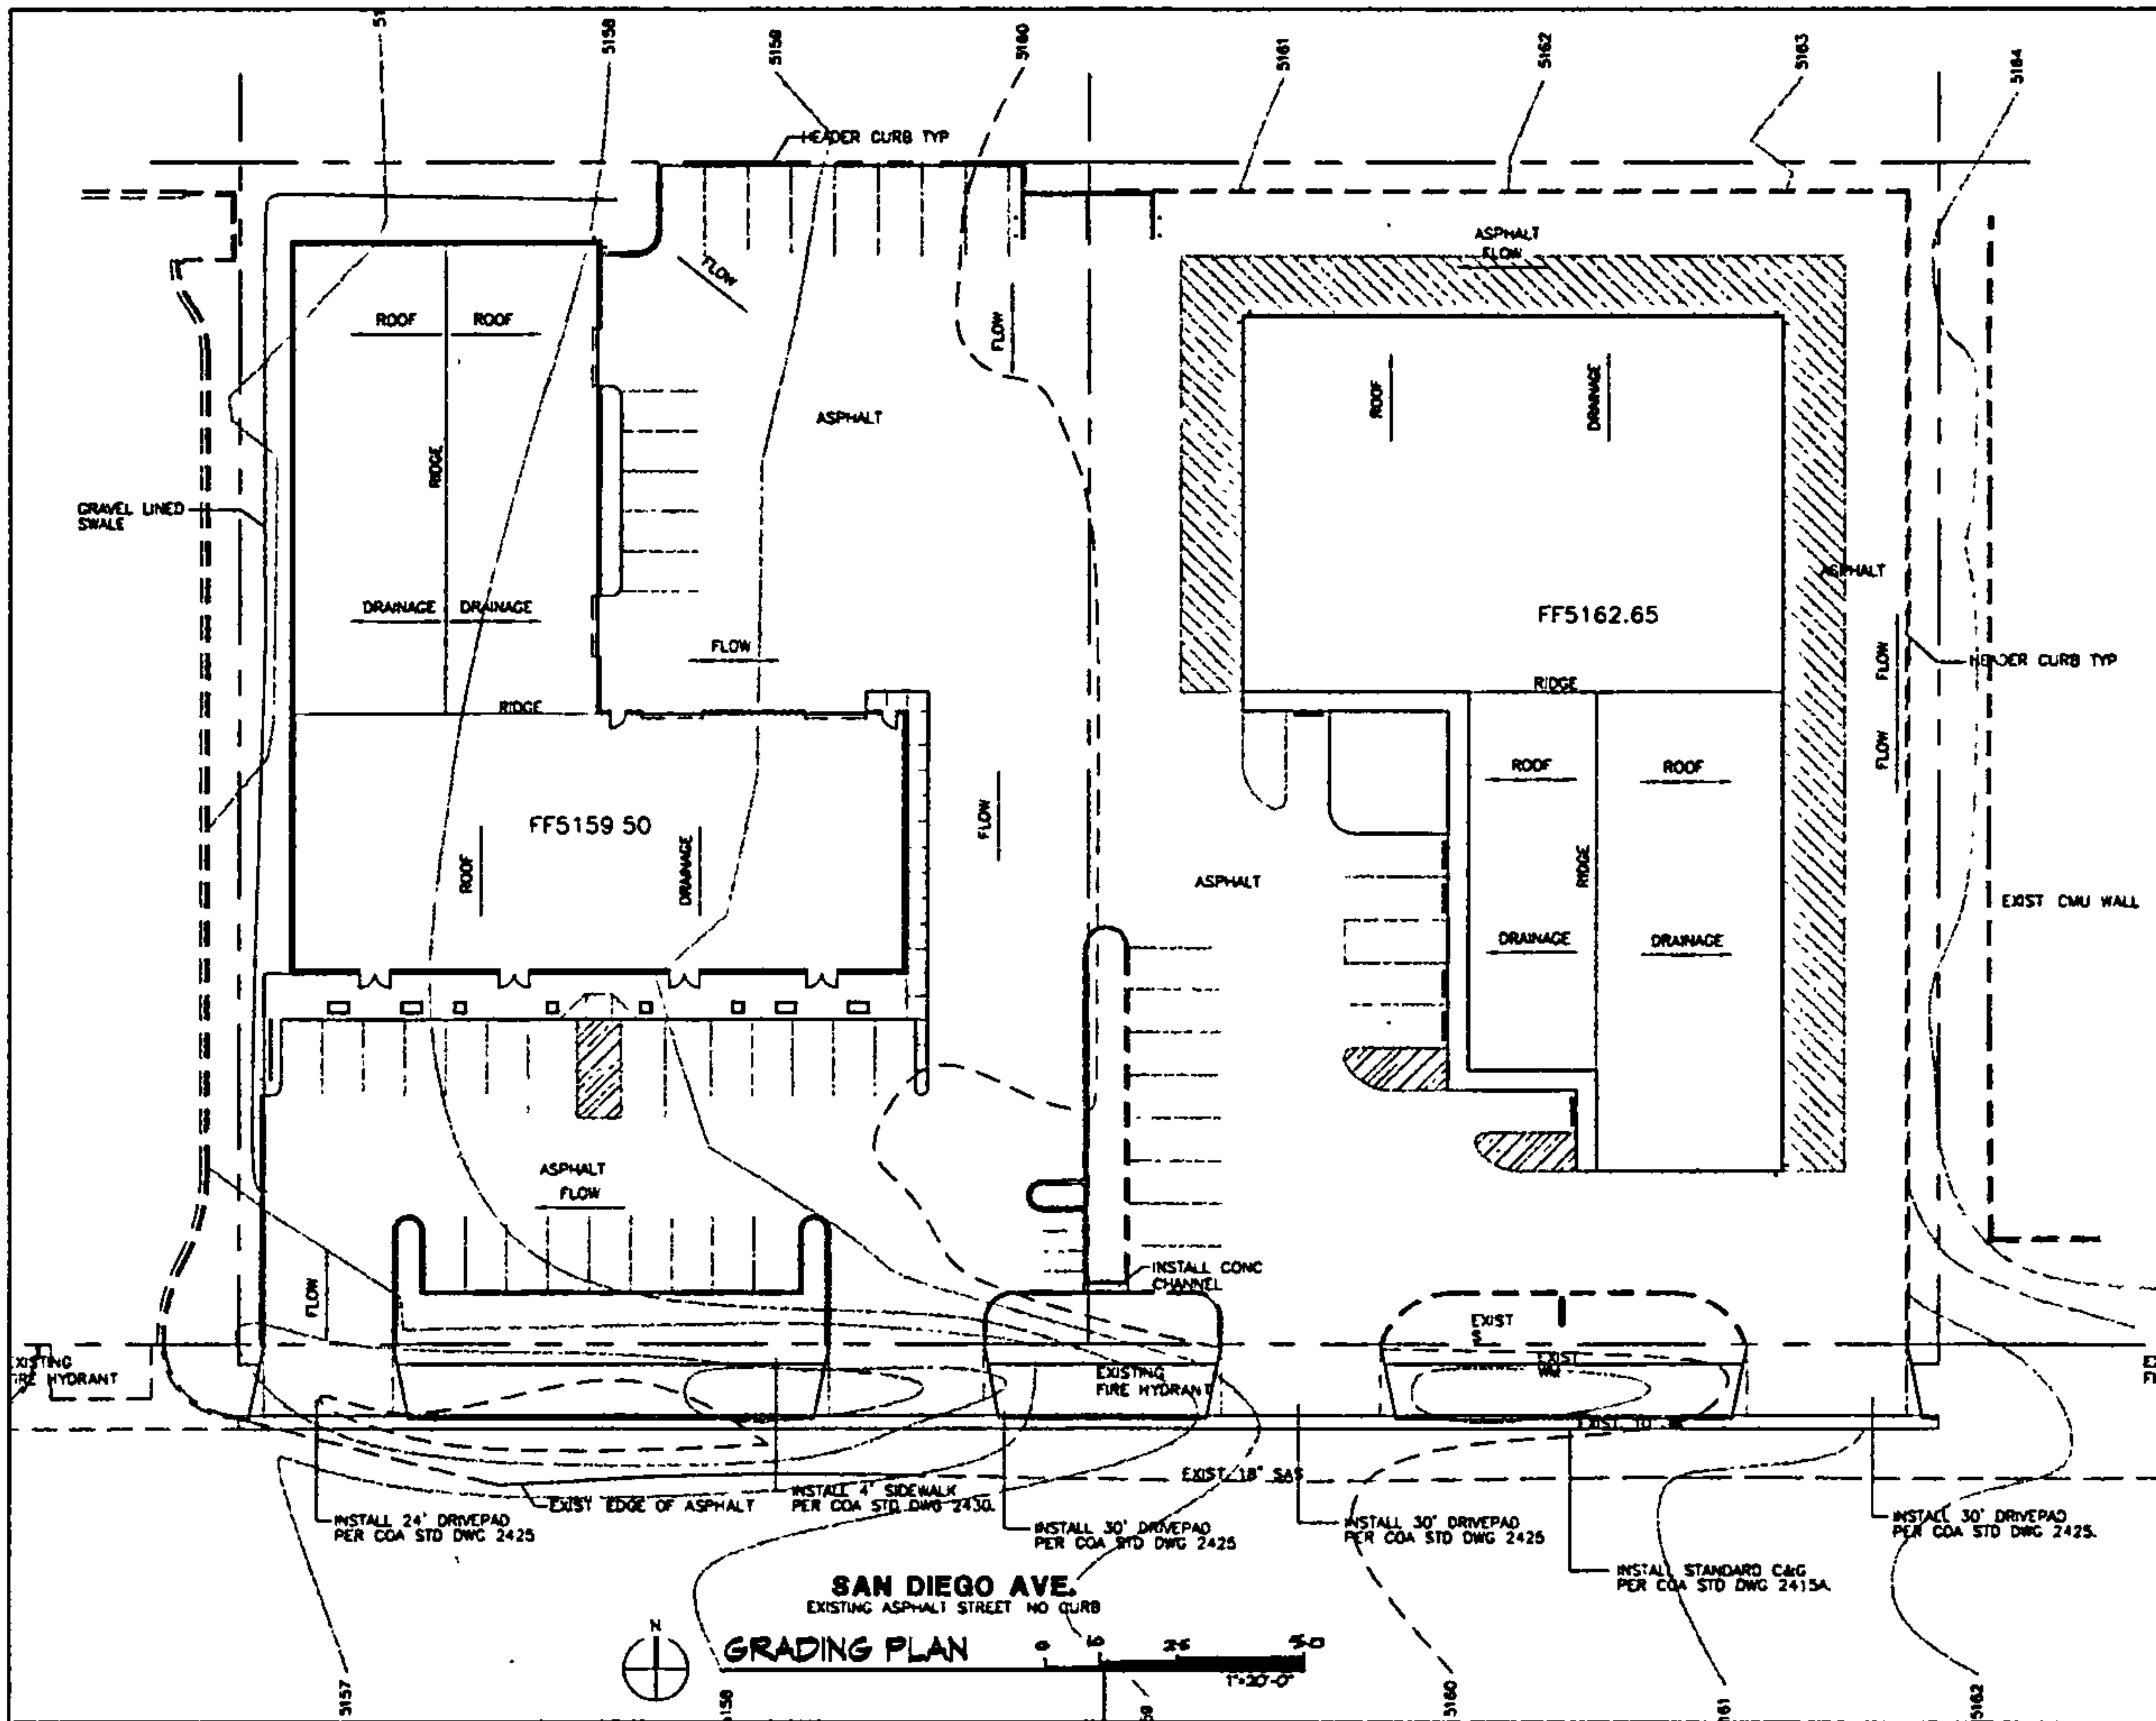 5158
5159
5160
5161
5162
5163
5164
HEADER CURB TYP
ASPHALT
FLOW
FLOW
FLOW
ROOF
ROOF
ROOF
DRAINAGE
ASPHALT
RIDGE
GRAVEL LINED
SWALE
ASPHALT
DRAINAGE
DRAINAGE
FF5162.65
FLOW
FLOW
HEADER CURB TYP
RIDGE
RIDGE
FLOW
ROOF
ROOF
FF5159.50
FLOW
ROOF
DRAINAGE
ASPHALT
RIDGE
EXIST CMU WALL
DRAINAGE
DRAINAGE
ASPHALT
FLOW
FLOW
INSTALL CONC
CHANNEL
EXIST
EXISTING
FIRE HYDRANT
EXIST
WM
EXISTING
FIRE HYDRANT
EXIST
EXIST 18" SAS
EXIST EDGE OF ASPHALT
INSTALL 4' SIDEWALK
PER COA STD DWG 2430.
INSTALL 24' DRIVEPAD
PER COA STD DWG 2425
INSTALL 30' DRIVEPAD
PER COA STD DWG 2425
INSTALL 30' DRIVEPAD
PER COA STD DWG 2425
INSTALL 30' DRIVEPAD
PER COA STD DWG 2425.
INSTALL STANDARD C&G
PER COA STD DWG 2415A.
SAN DIEGO AVE.
EXISTING ASPHALT STREET NO CURB
N
GRADING PLAN
0 10 25 50
1"=20'-0"
5157
5158
59
5160
5161
5162